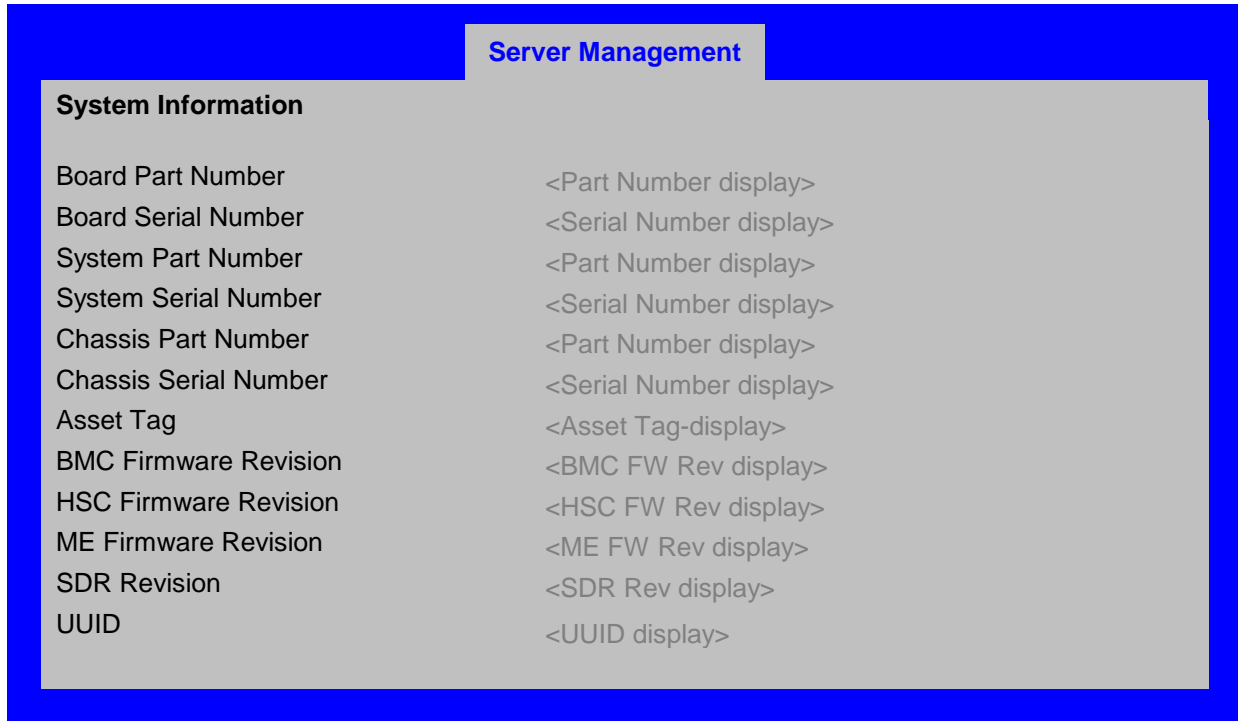 Server Management
System Information
Board Part Number <Part Number display>
Board Serial Number <Serial Number display>
System Part Number <Part Number display>
System Serial Number <Serial Number display>
Chassis Part Number <Part Number display>
Chassis Serial Number <Serial Number display>
Asset Tag <Asset Tag-display>
BMC Firmware Revision <BMC FW Rev display>
HSC Firmware Revision <HSC FW Rev display>
ME Firmware Revision <ME FW Rev display>
SDR Revision <SDR Rev display>
UUID <UUID display>